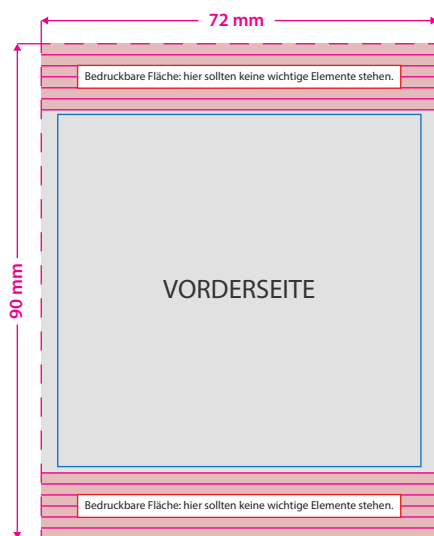 72 mm
Bedruckbare Fläche: hier sollten keine wichtige Elemente stehen.
90 mm
VORDERSEITE
Bedruckbare Fläche: hier sollten keine wichtige Elemente stehen.